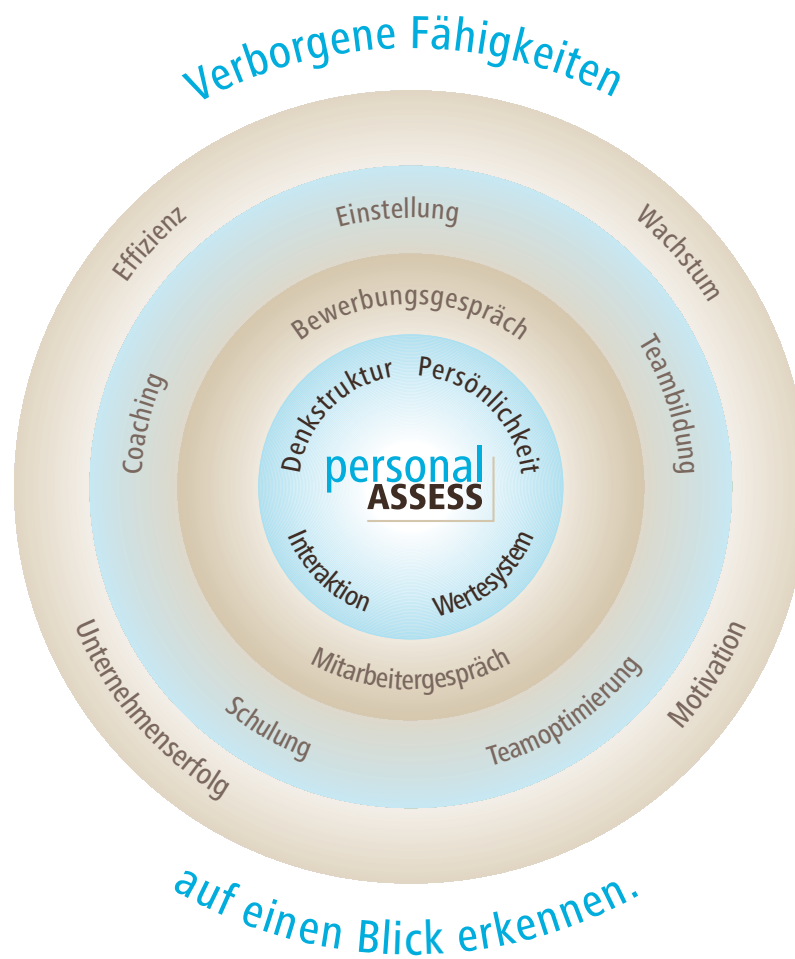 Verborgene Fähigkeiten
Effizienz
Einstellung
Wachstum
Bewerbungsgespräch
Coaching
Teambildung
Denkstruktur
Persönlichkeit
personal
ASSESS
Interaktion
Wertesystem
Mitarbeitergespräch
Unternehmenserfolg
Schulung
Teamoptimierung
Motivation
auf einen Blick erkennen.